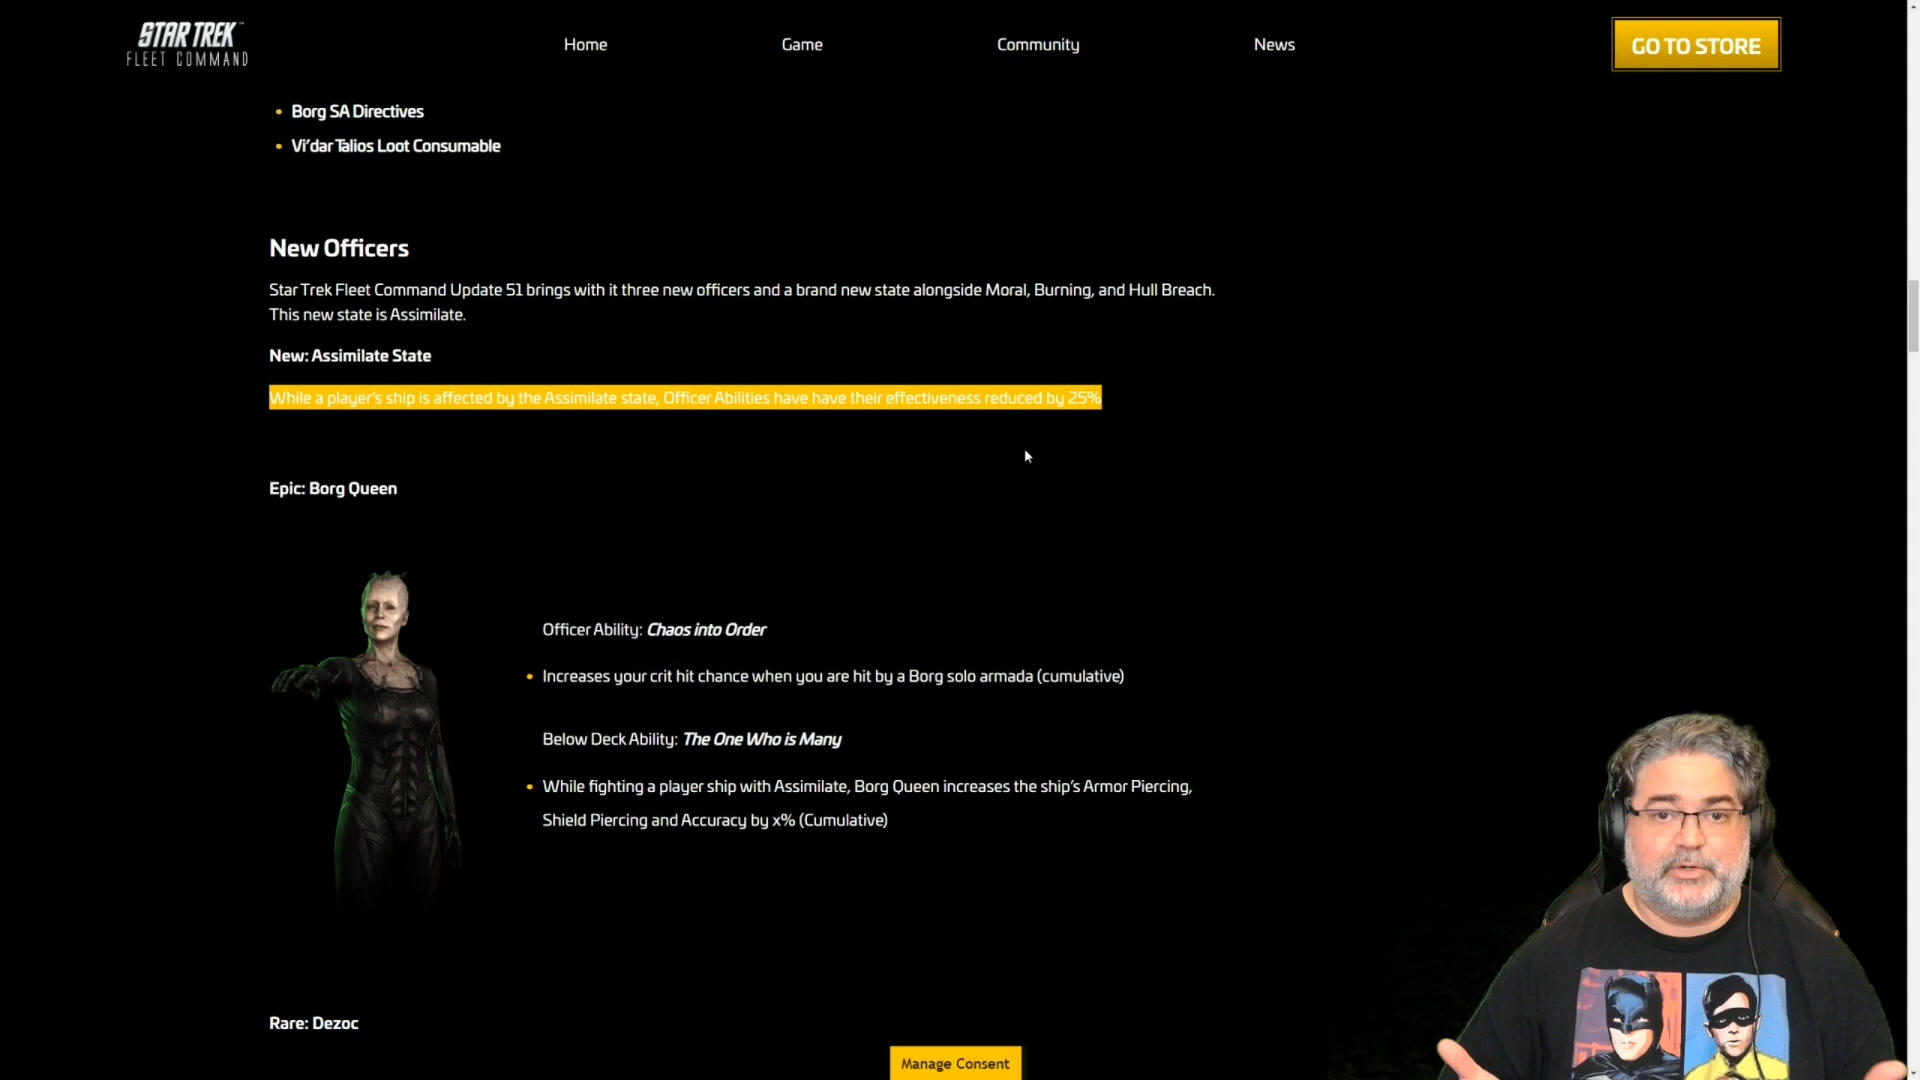 STAR TREK™
FLEET COMMAND
Home
Game
Community
News
GO TO STORE
• Borg SA Directives
• Vi'dar Talios Loot Consumable
New Officers
Star Trek Fleet Command Update 51 brings with it three new officers and a brand new state alongside Moral, Burning, and Hull Breach.
This new state is Assimilate.
New: Assimilate State
While a player's ship is affected by the Assimilate state, Officer Abilities have have their effectiveness reduced by 25%
Epic: Borg Queen
Officer Ability: Chaos into Order
• Increases your crit hit chance when you are hit by a Borg solo armada (cumulative)
Below Deck Ability: The One Who is Many
• While fighting a player ship with Assimilate, Borg Queen increases the ship's Armor Piercing,
Shield Piercing and Accuracy by x% (Cumulative)
Rare: Dezoc
Manage Consent